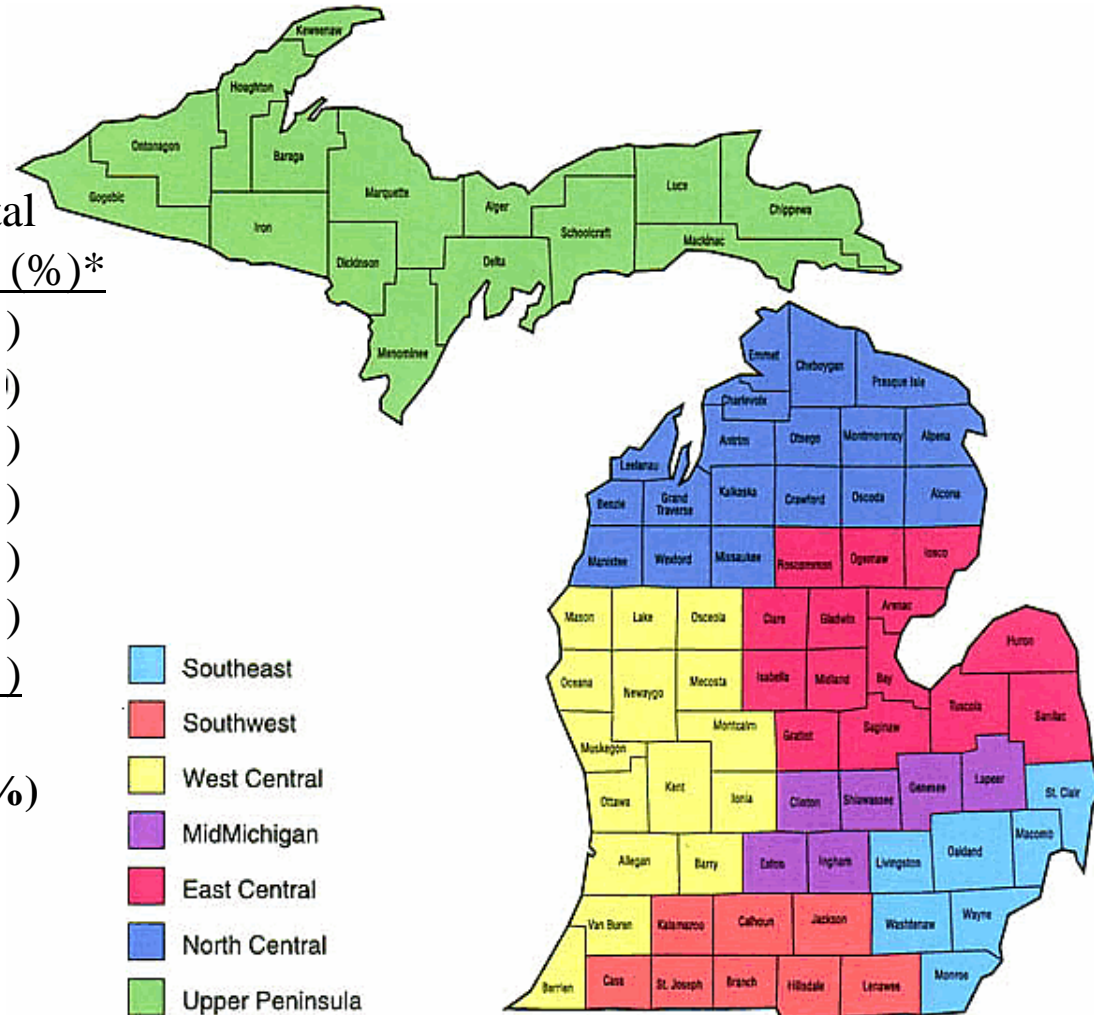 Keweenaw
Houghton
Ontonagon
Baraga
Gogebic
Marquette
Luce
Alger
Chippewa
tal
Iron
Schoolcraft
Mackinac
(%)*
Dickinson
Delta
)
Menominee
Emmet
Cheboygan
Presque Isle
)
Charlevoix
)
Antrim
Otsego
Montmorency
Alpena
Leelanau
)
Benzie
Grand
Traverse
Kalkaska
Crawford
Oscoda
Alcona
)
Manistee
Wexford
Missaukee
Roscommon
Ogemaw
Iosco
)
Mason
Lake
Osceola
Clare
Gladwin
Arenac
Huron
)
Oceana
Newaygo
Mecosta
Isabella
Midland
Bay
Tuscola
Sanilac
Muskegon
Montcalm
Gratiot
Saginaw
%)
Ottawa
Kent
Ionia
Clinton
Shiawassee
Genesee
Lapeer
St. Clair
Allegan
Barry
Eaton
Ingham
Livingston
Oakland
Macomb
Van Buren
Kalamazoo
Calhoun
Jackson
Washtenaw
Wayne
Berrien
Cass
St. Joseph
Branch
Hillsdale
Lenawee
Monroe
Southeast
Southwest
West Central
MidMichigan
East Central
North Central
Upper Peninsula